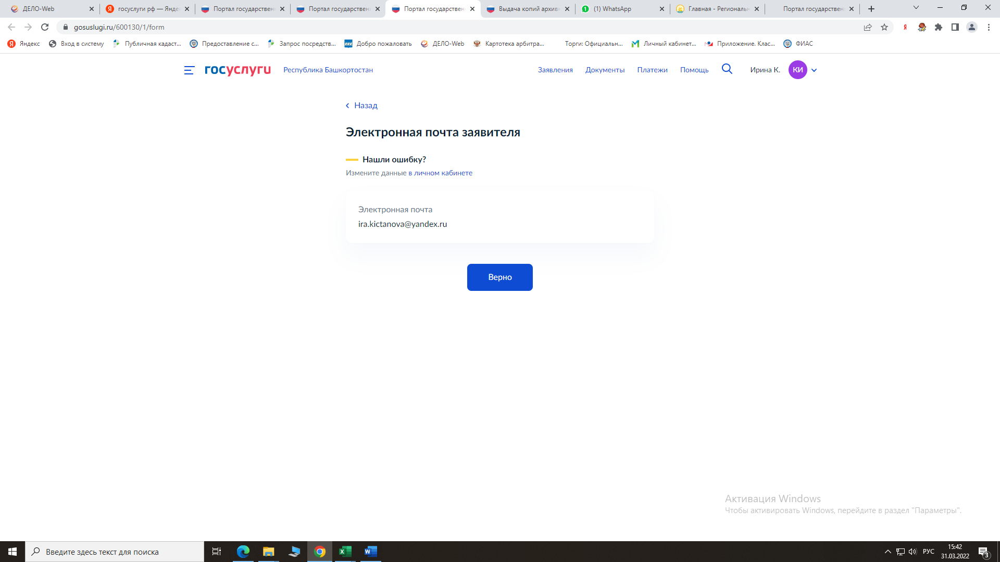 ДЕЛО-Web
госуслуги рф — Янде
Портал государствен
Портал государствен
Портал государствен
Выдача копий архивн
(1) WhatsApp
Главная - Региональн
Портал государствен
gosuslugi.ru/600130/1/form
Яндекс
Вход в систему
Публичная кадаст...
Предоставление с...
Запрос посредств...
Добро пожаловать
ДЕЛО-Web
Картотека арбитра...
Торги: Официальн...
Личный кабинет...
Приложение. Клас...
ФИАС
госуслуги
Республика Башкортостан
Заявления
Документы
Платежи
Помощь
Ирина К.
КИ
Назад
Электронная почта заявителя
Нашли ошибку?
Измените данные в личном кабинете
Электронная почта
ira.kictanova@yandex.ru
Верно
Активация Windows
Чтобы активировать Windows, перейдите в раздел "Параметры".
Введите здесь текст для поиска
РУС
15:42
31.03.2022
3